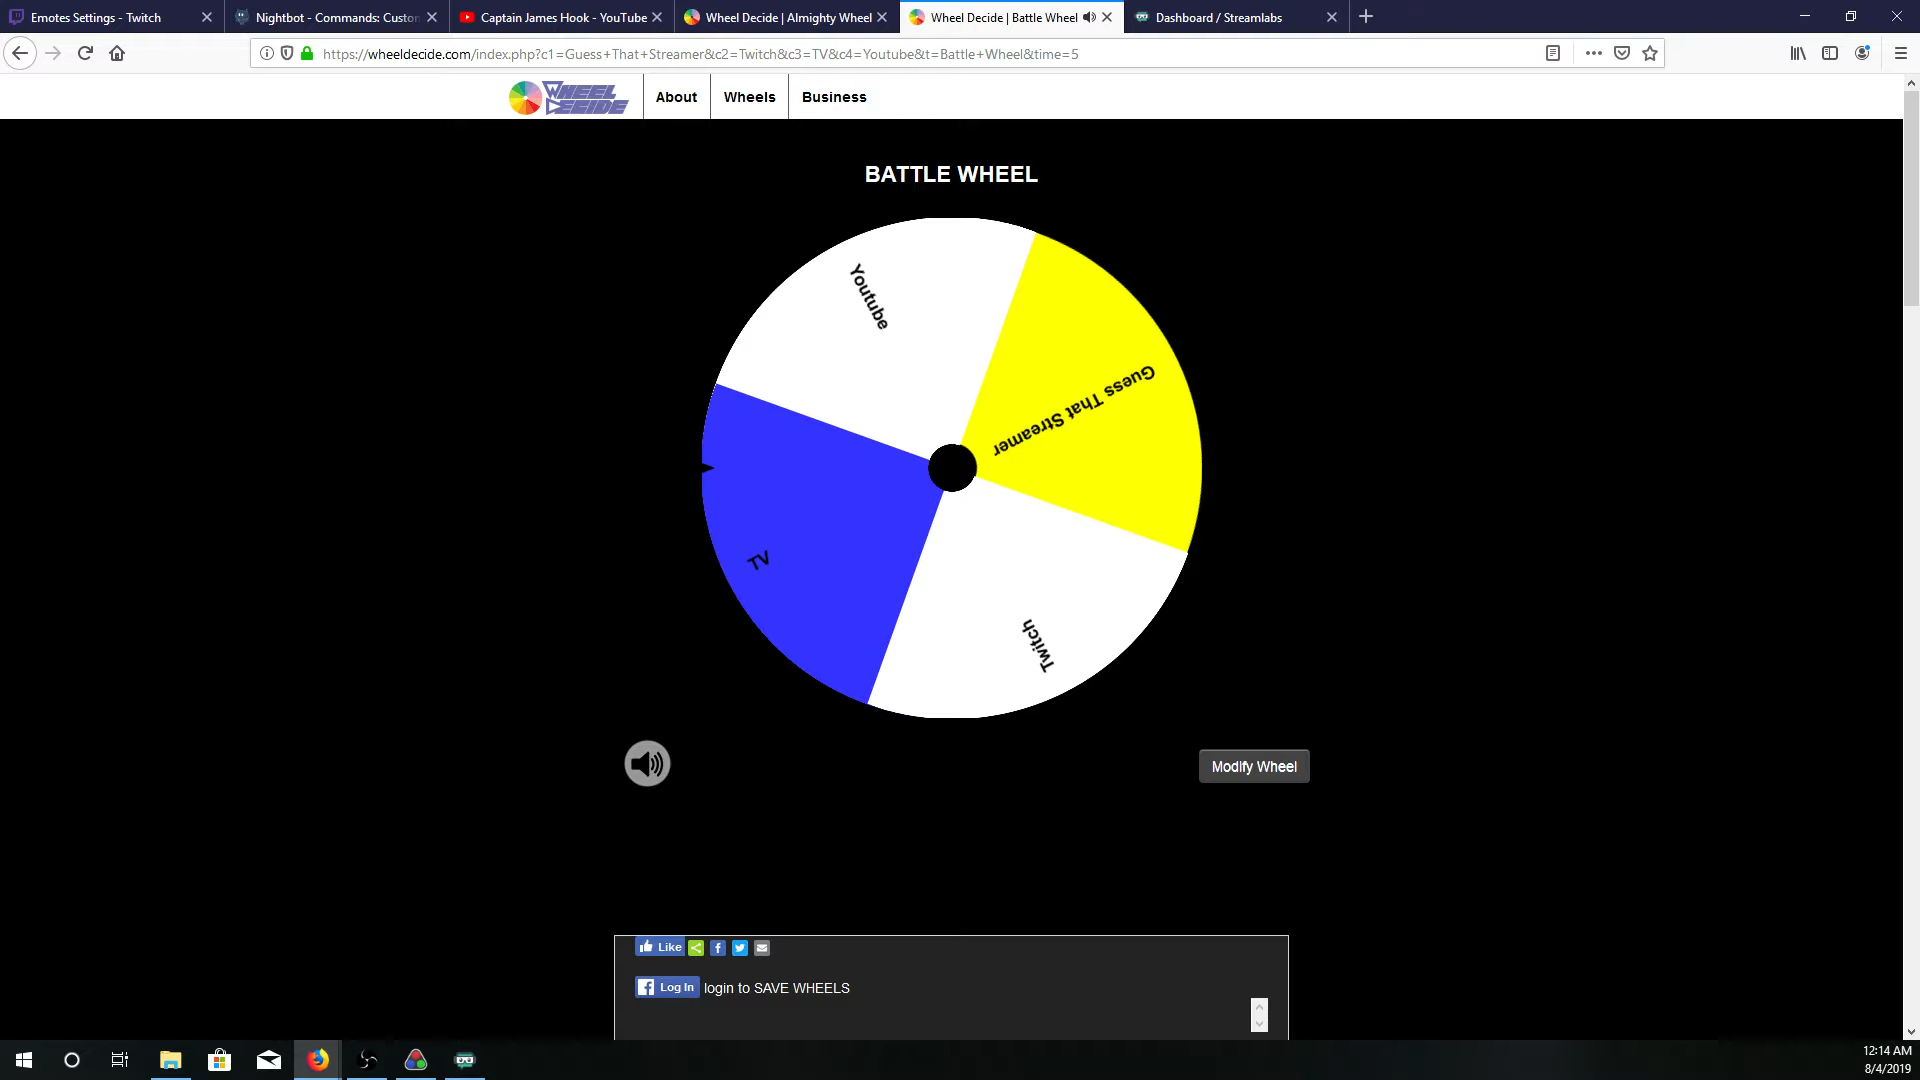 Emotes Settings - Twitch
Nightbot - Commands: Custon
Captain James Hook - YouTube
Wheel Decide | Almighty Wheel
Wheel Decide | Battle Wheel
Dashboard / Streamlabs
https://wheeldecide.com/index.php?c1=Guess+That+Streamer&c2=Twitch&c3=TV&c4=Youtube&t=Battle+Wheel&time=5
WHEEL
DECIDE
About
Wheels
Business
BATTLE WHEEL
Youtube
Guess That Streamer
TV
Twitch
Modify Wheel
Like
Log In login to SAVE WHEELS
12:14 AM
8/4/2019